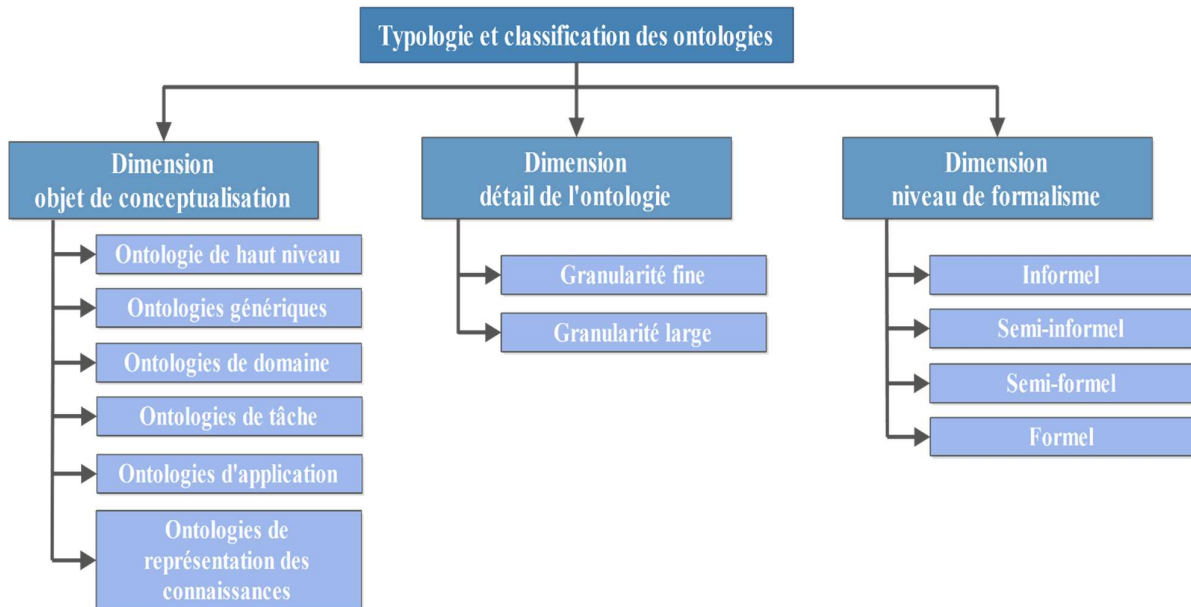 Typologie et classification des ontologies
Dimension
objet de conceptualisation
Ontologie de haut niveau
Ontologies génériques
Ontologies de domaine
Ontologies de tâche
Ontologies d'application
Ontologies de
représentation des
connaissances
Dimension
détail de l'ontologie
Granularité fine
Granularité large
Dimension
niveau de formalisme
Informel
Semi-informel
Semi-formel
Formel